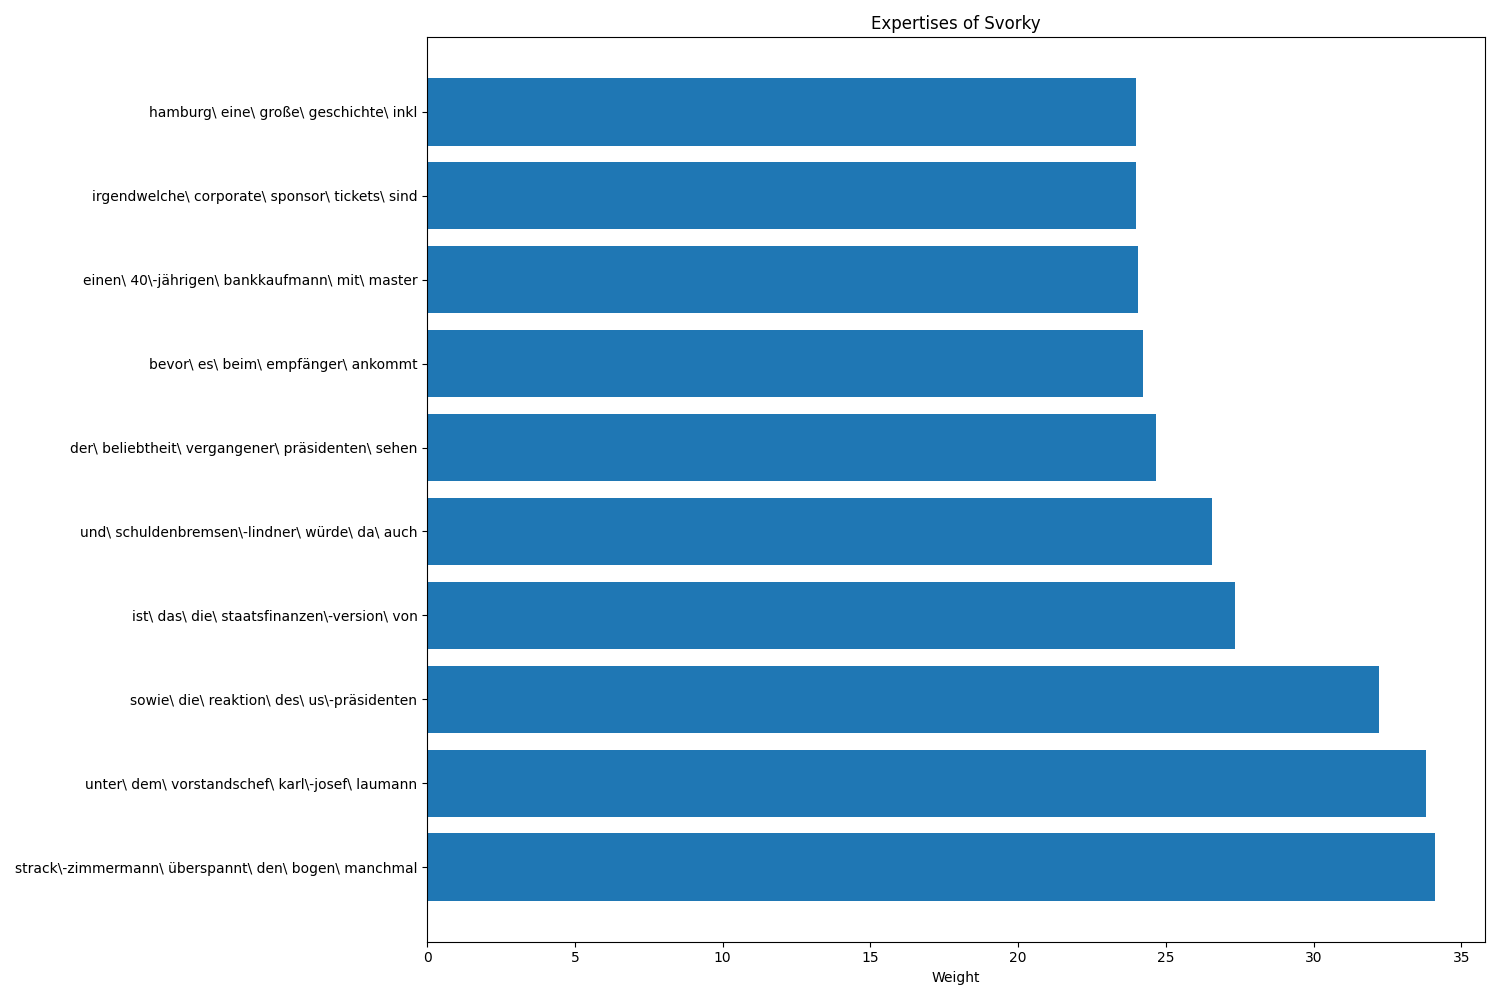 Expertises of Svorky
hamburg\ eine\ große\ geschichte\ inkl
irgendwelche\ corporate\ sponsor\ tickets\ sind
einen\ 40\-jährigen\ bankkaufmann\ mit\ master
bevor\ es\ beim\ empfänger\ ankommt
der\ beliebtheit\ vergangener\ präsidenten\ sehen
und\ schuldenbremsen\-lindner\ würde\ da\ auch
ist\ das\ die\ staatsfinanzen\-version\ von
sowie\ die\ reaktion\ des\ us\-präsidenten
unter\ dem\ vorstandschef\ karl\-josef\ laumann
strack\-zimmermann\ überspannt\ den\ bogen\ manchmal
0 5 10 15 20 25 30 35
Weight